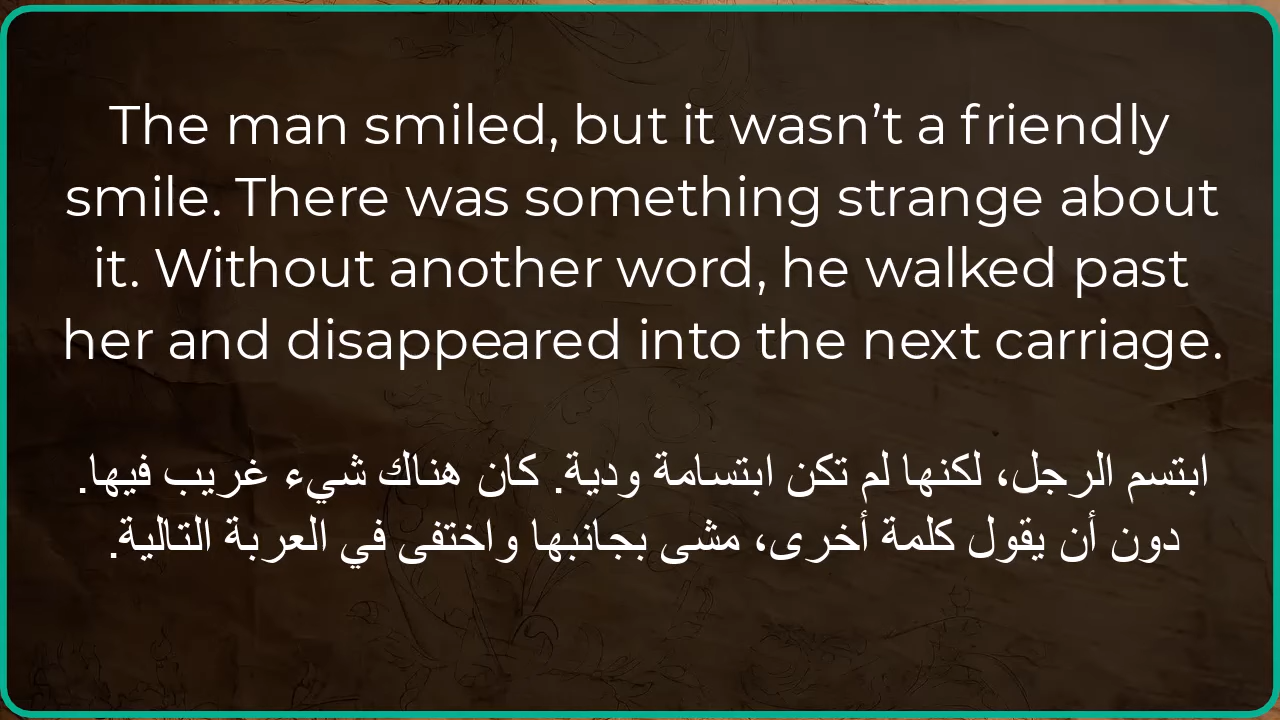 The man smiled, but it wasn’t a friendly
smile. There was something strange about
it. Without another word, he walked past
her and disappeared into the next carriage.
ابتسم الرجل، لكنها لم تكن ابتسامة ودية. كان هناك شيء غريب فيها.
دون أن يقول كلمة أخرى، مشى بجانبها واختفى في العربة التالية.